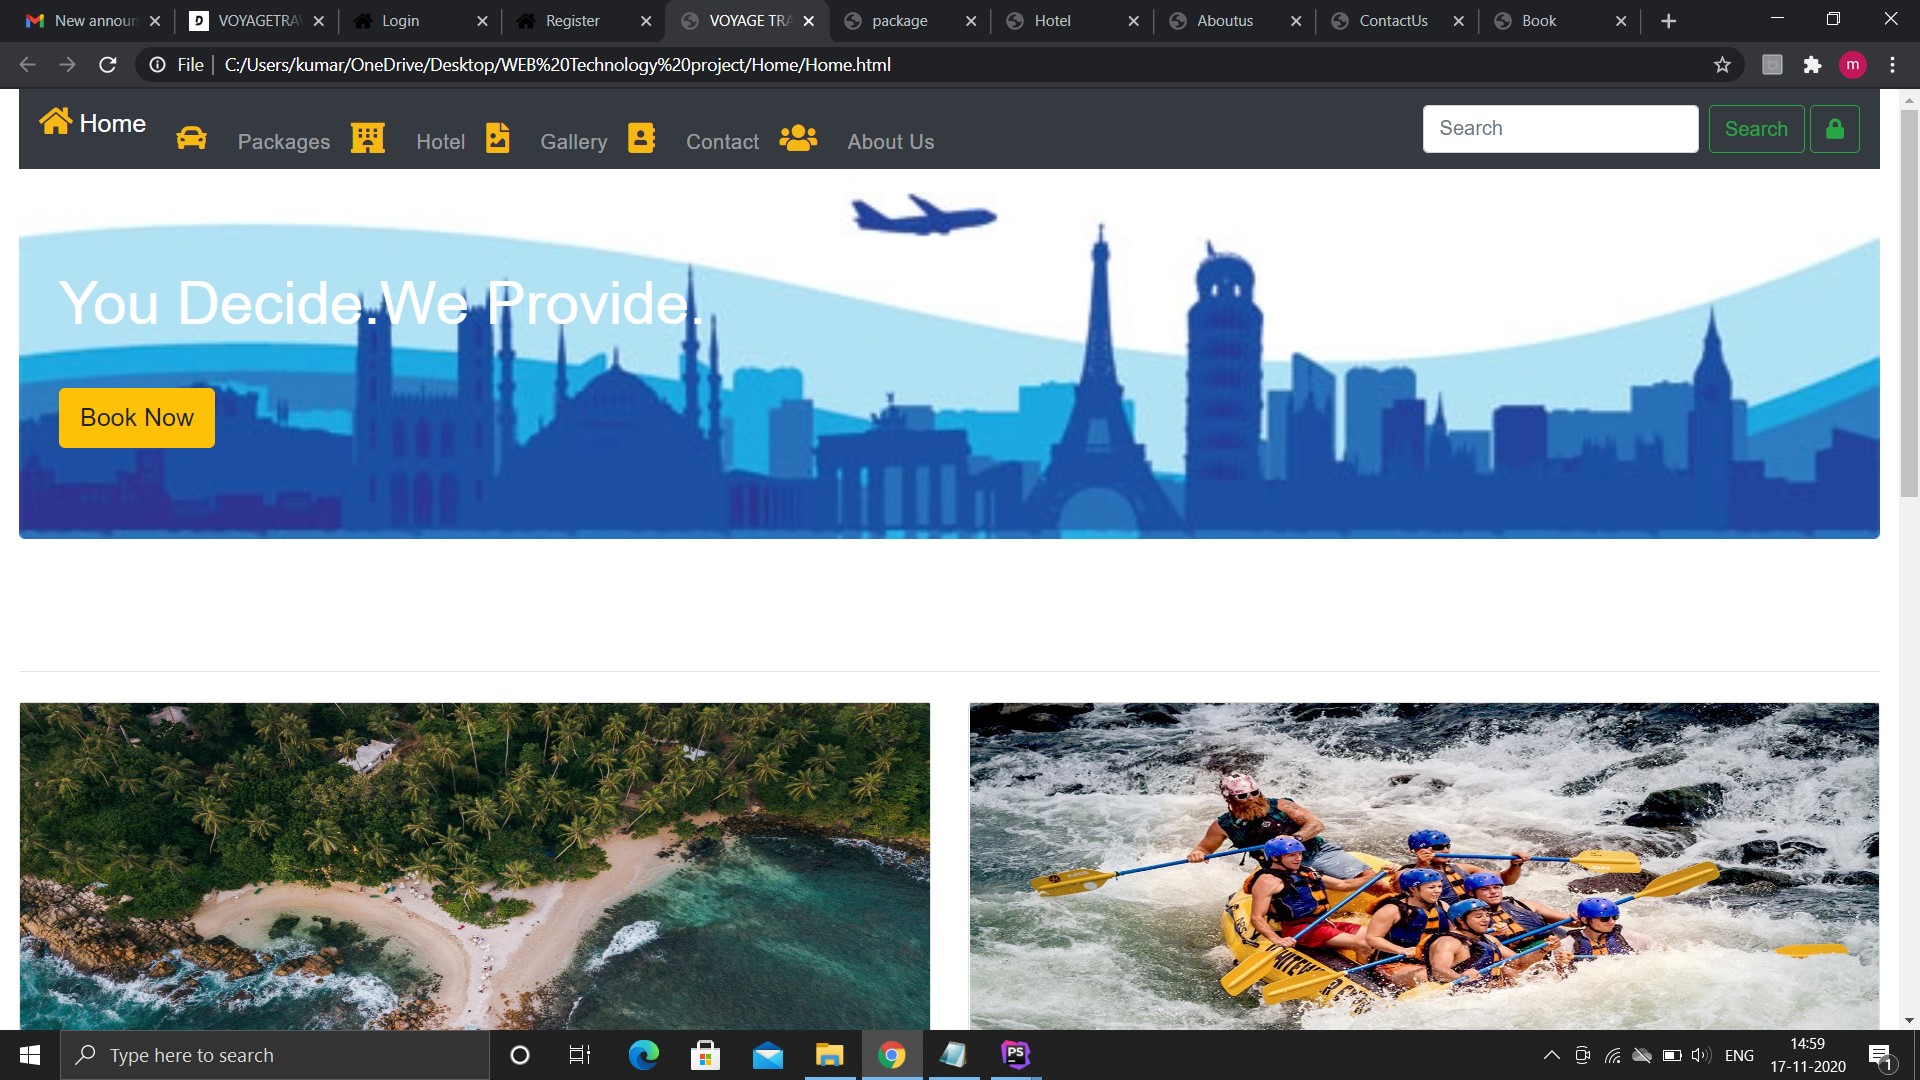 New announ
VOYAGETRA
Login
Register
VOYAGE TRA
package
Hotel
Aboutus
ContactUs
Book
File
C:/Users/kumar/OneDrive/Desktop/WEB%20Technology%20project/Home/Home.html
m
Home
Packages
Hotel
Gallery
Contact
About Us
Search
Search
You Decide.We Provide.
Book Now
Type here to search
PS
ENG
14:59
17-11-2020
1